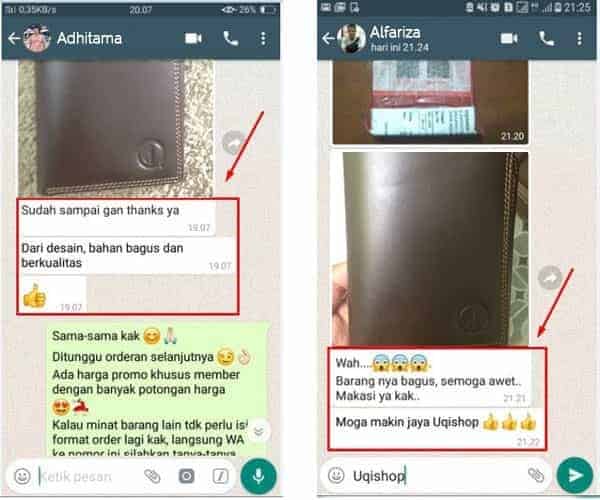 0,35KB/s
20.07
26%
Adhitama
Sudah sampai gan thanks ya
19.07
Dari desain, bahan bagus dan
berkualitas
19.07
19.07
Sama-sama kak 😊🙏🏻
Ditunggu orderan selanjutnya 😉👌🏻
Ada harga promo khusus member
dengan banyak potongan harga
Kalau minat barang lain tdk perlu isi
format order lagi kak, langsung WA
ke nomor ini silahkan tanya-tanya
Ketik pesan
21:25
Alfariza
hari ini 21.24
21.20
Wah....😱😱😱.
Barang nya bagus, semoga awet..
Makasi ya kak..
21.21
Moga makin jaya Uqishop 👍👍👍
21.22
Uqishop